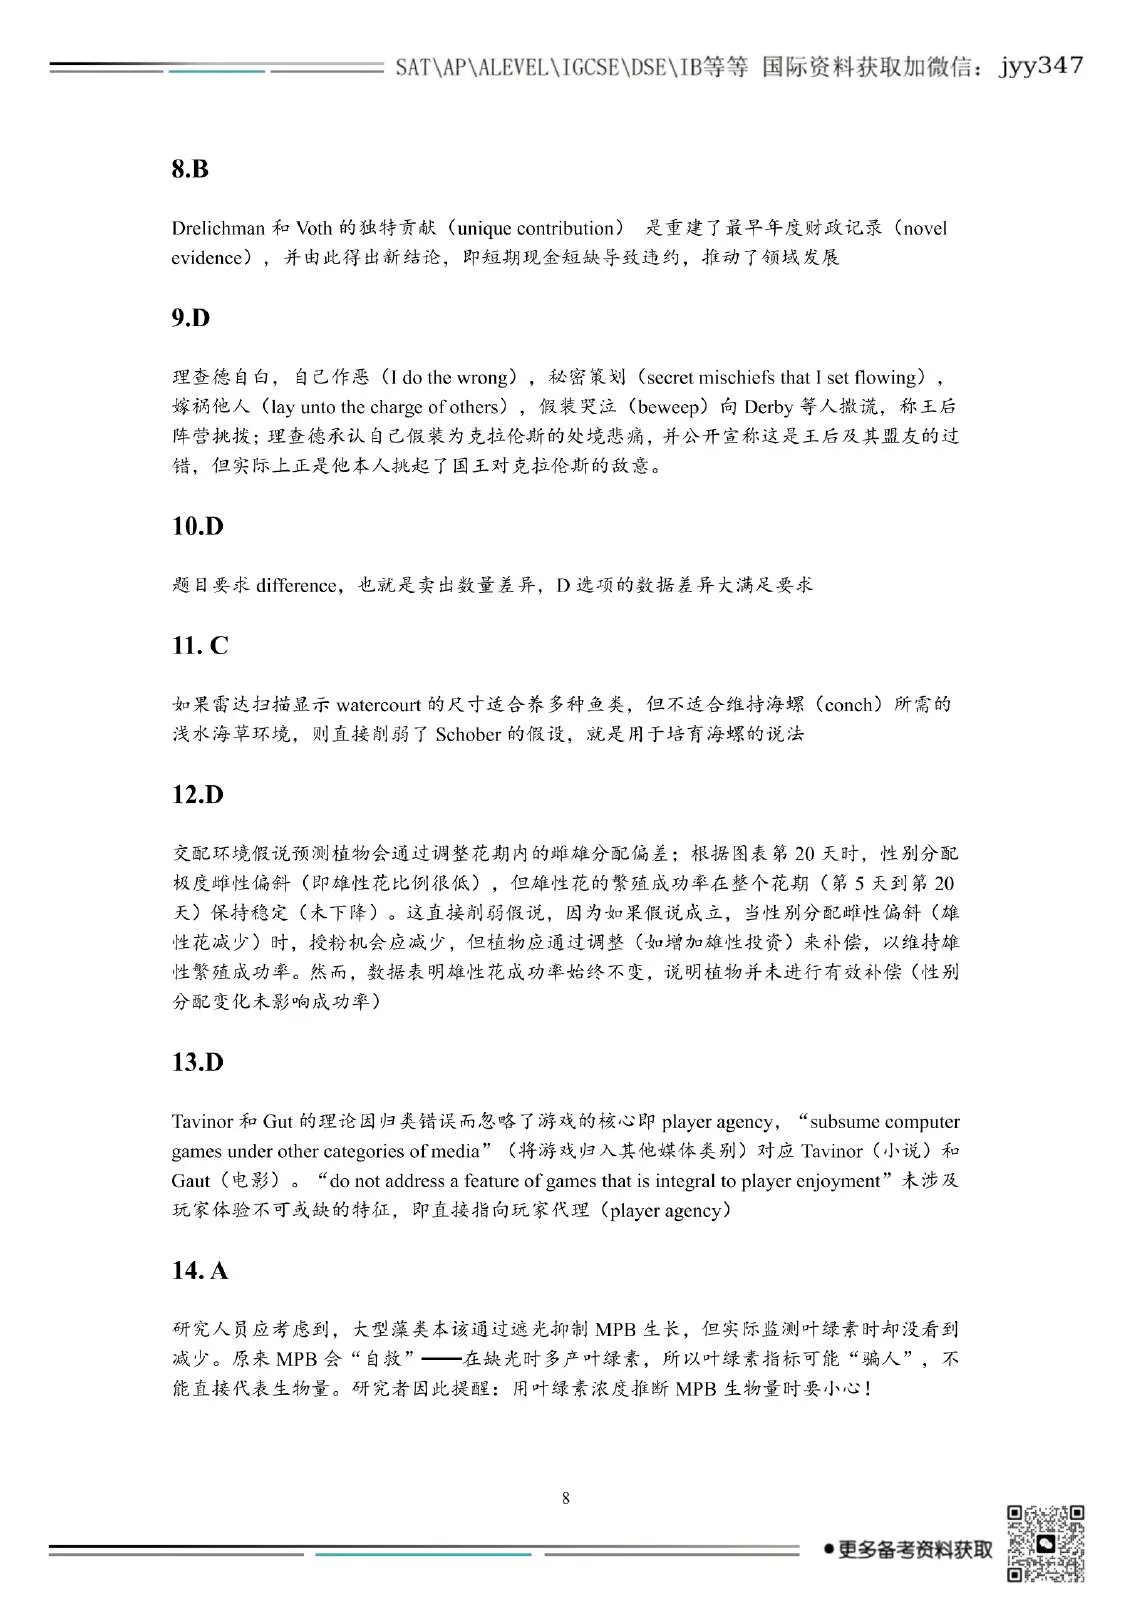 SAT\AP\ALEVEL\IGCSE\DSE\IB等等 国际资料获取加微信： jyy347
8.B
Drelichman 和 Voth 的独特贡献（unique contribution） 是重建了最早年度财政记录（novel
evidence），并由此得出新结论，即短期现金短缺导致违约，推动了领域发展
9.D
理查德自白，自己作恶（I do the wrong），秘密策划（secret mischiefs that I set flowing），
嫁祸他人（lay unto the charge of others），假装哭泣（beweep）向 Derby 等人撒谎，称王后
阵营挑拨；理查德承认自己假装为克拉伦斯的处境悲痛，并公开宣称这是王后及其盟友的过
错，但实际上正是他本人挑起了国王对克拉伦斯的敌意。
10.D
题目要求 difference，也就是卖出数量差异，D 选项的数据差异大满足要求
11. C
如果雷达扫描显示 watercourt 的尺寸适合养多种鱼类，但不适合维持海螺（conch）所需的
浅水海草环境，则直接削弱了 Schober 的假设，就是用于培育海螺的说法
12.D
交配环境假说预测植物会通过调整花期内的雌雄分配偏差；根据图表第 20 天时，性别分配
极度雌性偏斜（即雄性花比例很低），但雄性花的繁殖成功率在整个花期（第 5 天到第 20
天）保持稳定（未下降）。这直接削弱假说，因为如果假说成立，当性别分配雌性偏斜（雄
性花减少）时，授粉机会应减少，但植物应通过调整（如增加雄性投资）来补偿，以维持雄
性繁殖成功率。然而，数据表明雄性花成功率始终不变，说明植物并未进行有效补偿（性别
分配变化未影响成功率）
13.D
Tavinor 和 Gut 的理论因归类错误而忽略了游戏的核心即 player agency，“subsume computer
games under other categories of media”（将游戏归入其他媒体类别）对应 Tavinor（小说）和
Gaut（电影）。“do not address a feature of games that is integral to player enjoyment”未涉及
玩家体验不可或缺的特征，即直接指向玩家代理（player agency）
14. A
研究人员应考虑到，大型藻类本该通过遮光抑制 MPB 生长，但实际监测叶绿素时却没看到
减少。原来 MPB 会“自救”——在缺光时多产叶绿素，所以叶绿素指标可能“骗人”，不
能直接代表生物量。研究者因此提醒：用叶绿素浓度推断 MPB 生物量时要小心！
8
●更多备考资料获取